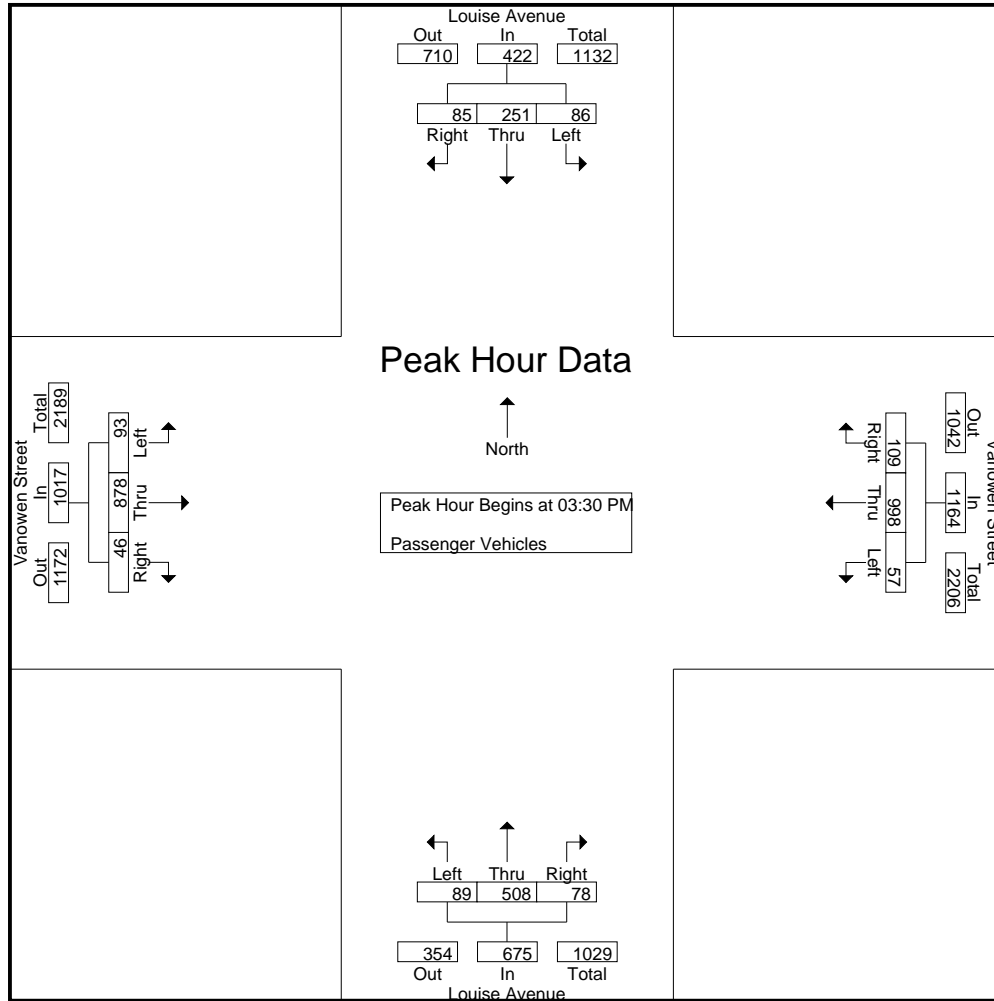 Louise Avenue
Out In Total
710 422 1132
85 251 86
Right Thru Left
Peak Hour Data
North
Peak Hour Begins at 03:30 PM
Passenger Vehicles
Vanowen Street
Out In Total
1172 1017 2189
Left Thru Right
93 878 46
Vanowen Street
Out In Total
1042 1164 2206
Right Thru Left
109 998 57
Left Thru Right
89 508 78
354 675 1029
Out In Total
Louise Avenue